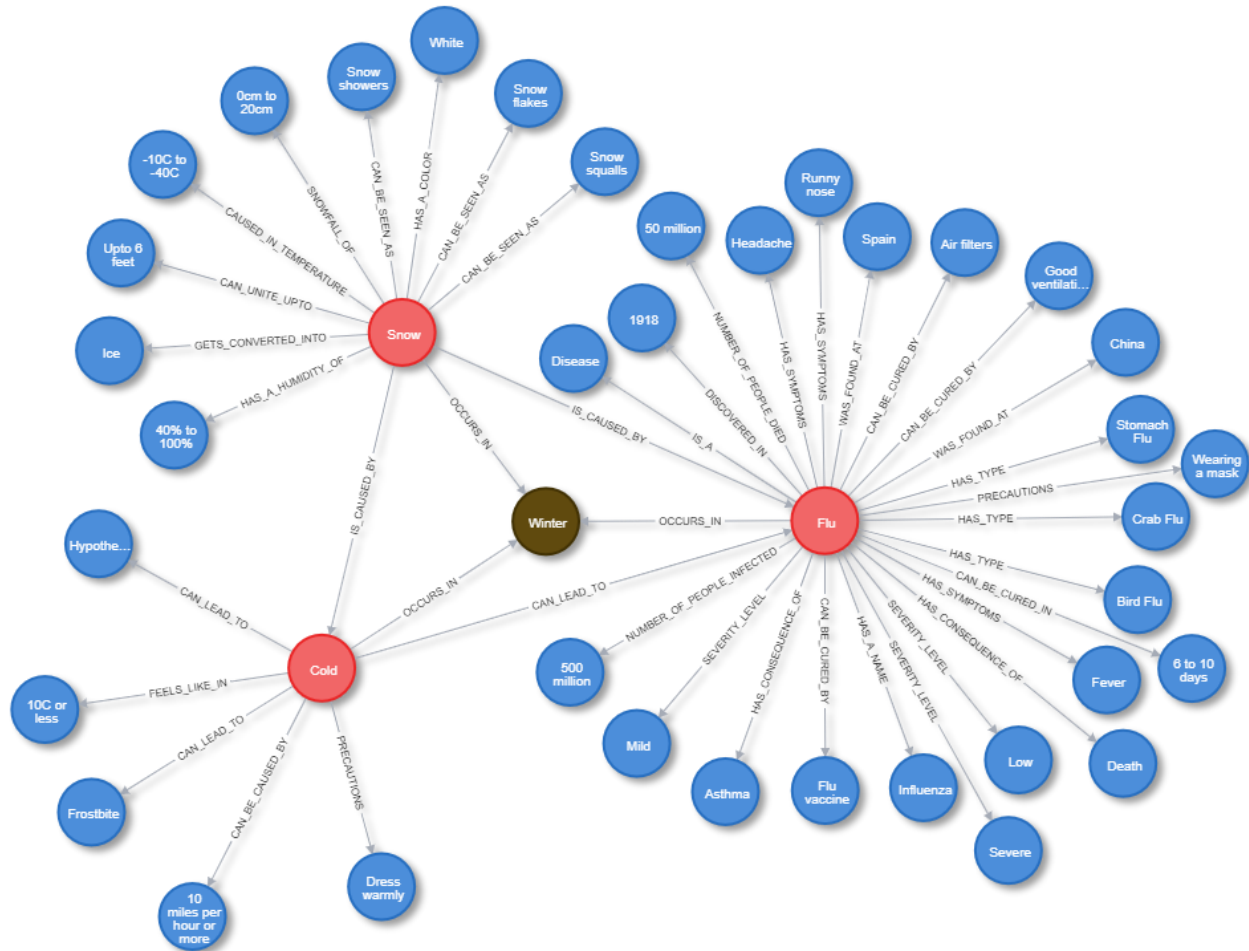 White
Snow
showers
Snow
flakes
0cm to
20cm
Snow
squalls
-10C to
-40C
Upto 6
feet
Ice
40% to
100%
Snow
SNOWFALL_OF
CAN_BE_SEEN_AS
HAS_A_COLOR
CAN_BE_SEEN_AS
CAN_BE_SEEN_AS
CAUSED_IN_TEMPERATURE
CAN_UNITE_UPTO
GETS_CONVERTED_INTO
HAS_A_HUMIDITY_OF
OCCURS_IN
IS_CAUSED_BY
IS_CAUSED_BY
Runny
nose
50 million
Headache
Spain
Air filters
Good
ventilati...
1918
Disease
China
Stomach
Flu
Wearing
a mask
Crab Flu
Bird Flu
6 to 10
days
Fever
Death
Low
Severe
Influenza
Flu
vaccine
Asthma
Mild
500
million
Flu
NUMBER_OF_PEOPLE_DIED
HAS_SYMPTOMS
HAS_SYMPTOMS
WAS_FOUND_AT
CAN_BE_CURED_BY
CAN_BE_CURED_BY
WAS_FOUND_AT
DISCOVERED_IN
IS_A
HAS_TYPE
PRECAUTIONS
HAS_TYPE
HAS_TYPE
CAN_BE_CURED_IN
HAS_SYMPTOMS
HAS_CONSEQUENCE_OF
SEVERITY_LEVEL
SEVERITY_LEVEL
HAS_A_NAME
CAN_BE_CURED_BY
HAS_CONSEQUENCE_OF
SEVERITY_LEVEL
NUMBER_OF_PEOPLE_INFECTED
OCCURS_IN
Winter
Hypothe...
CAN_LEAD_TO
OCCURS_IN
CAN_LEAD_TO
Cold
10C or
less
FEELS_LIKE_IN
CAN_LEAD_TO
Frostbite
CAN_BE_CAUSED_BY
PRECAUTIONS
10
miles per
hour or
more
Dress
warmly